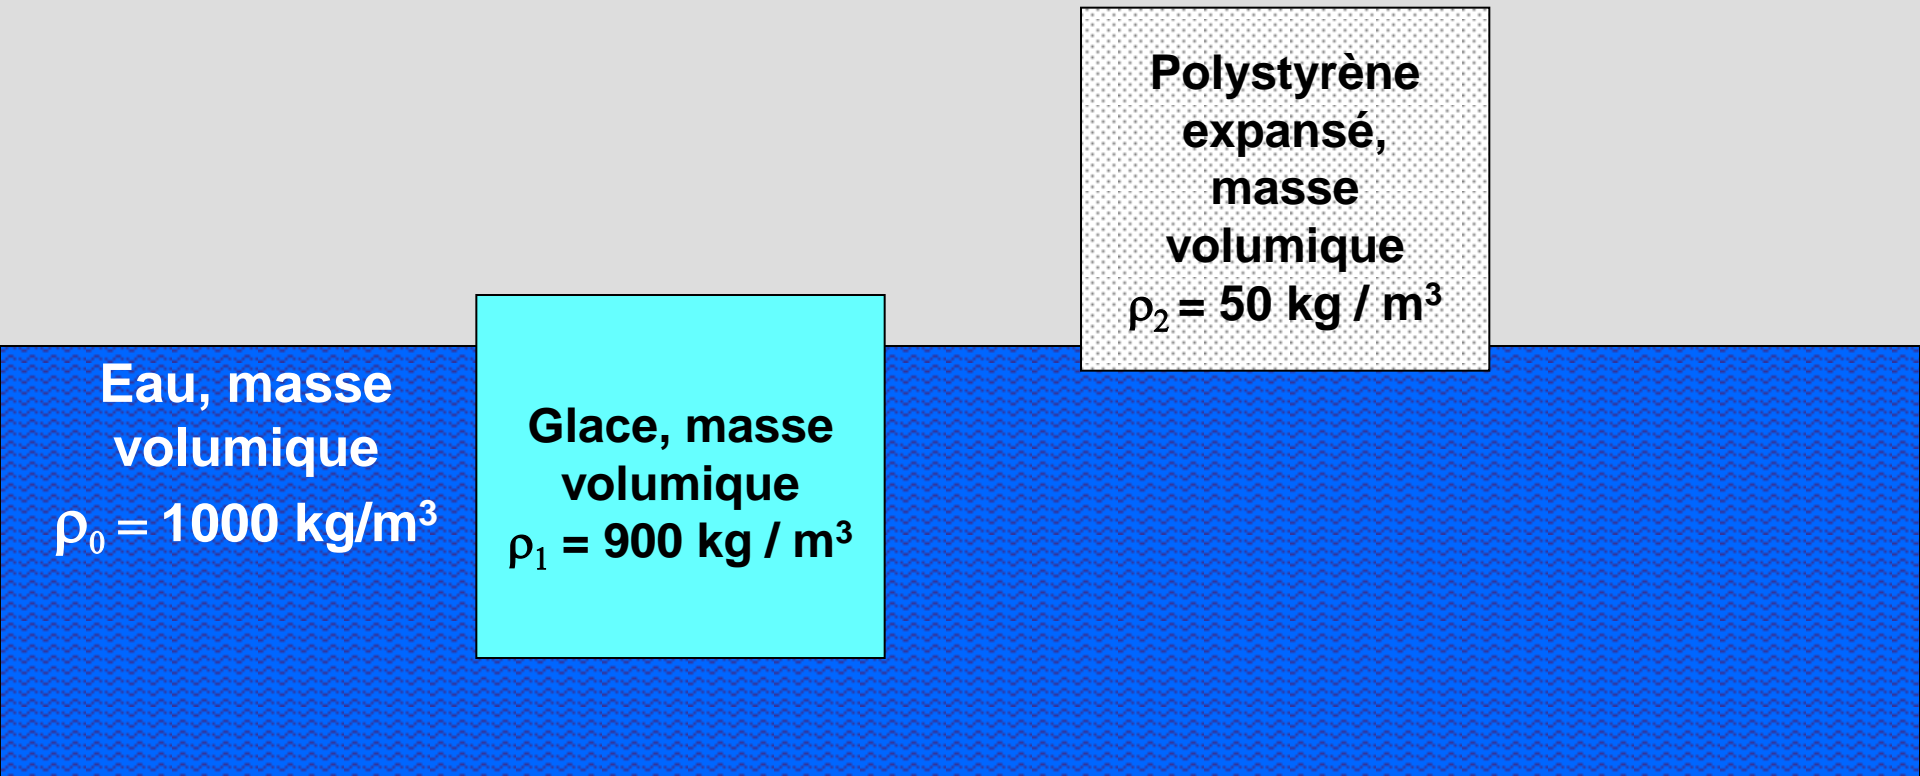 Polystyrène
expansé,
masse
volumique
ρ₂ = 50 kg / m³
Eau, masse
volumique
ρ₀ = 1000 kg/m³
Glace, masse
volumique
ρ₁ = 900 kg / m³